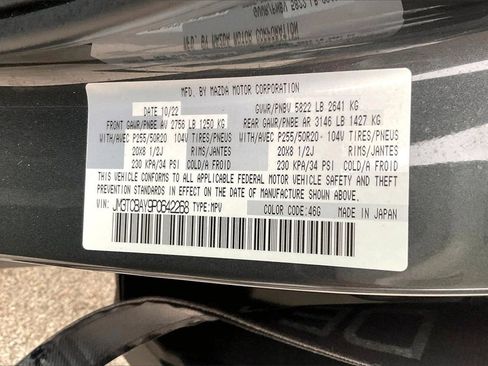 MFD. BY MAZDA MOTOR CORPORATION
DATE 10/22 GVWR/PNBV 5822 LB 2641 KG
FRONT GAWR/PNBE AV 2758 LB 1250 KG REAR GAWR/PNBE AR 3146 LB 1427 KG
WITH/AVEC P255/50R20 104V TIRES/PNEUS WITH/AVEC P255/50R20 104V TIRES/PNEUS
20X8 1/2J RIMS/JANTES 20X8 1/2J RIMS/JANTES
230 KPA/34 PSI COLD/A FROID 230 KPA/34 PSI COLD/A FROID
THIS VEHICLE CONFORMS TO ALL APPLICABLE FEDERAL MOTOR VEHICLE SAFETY AND THEFT
PREVENTION STANDARDS IN EFFECT ON THE DATE OF MANUFACTURE SHOWN ABOVE.
VIN: JM3TCBAY9P0642268 TYPE:MPV COLOR CODE:46G MADE IN JAPAN